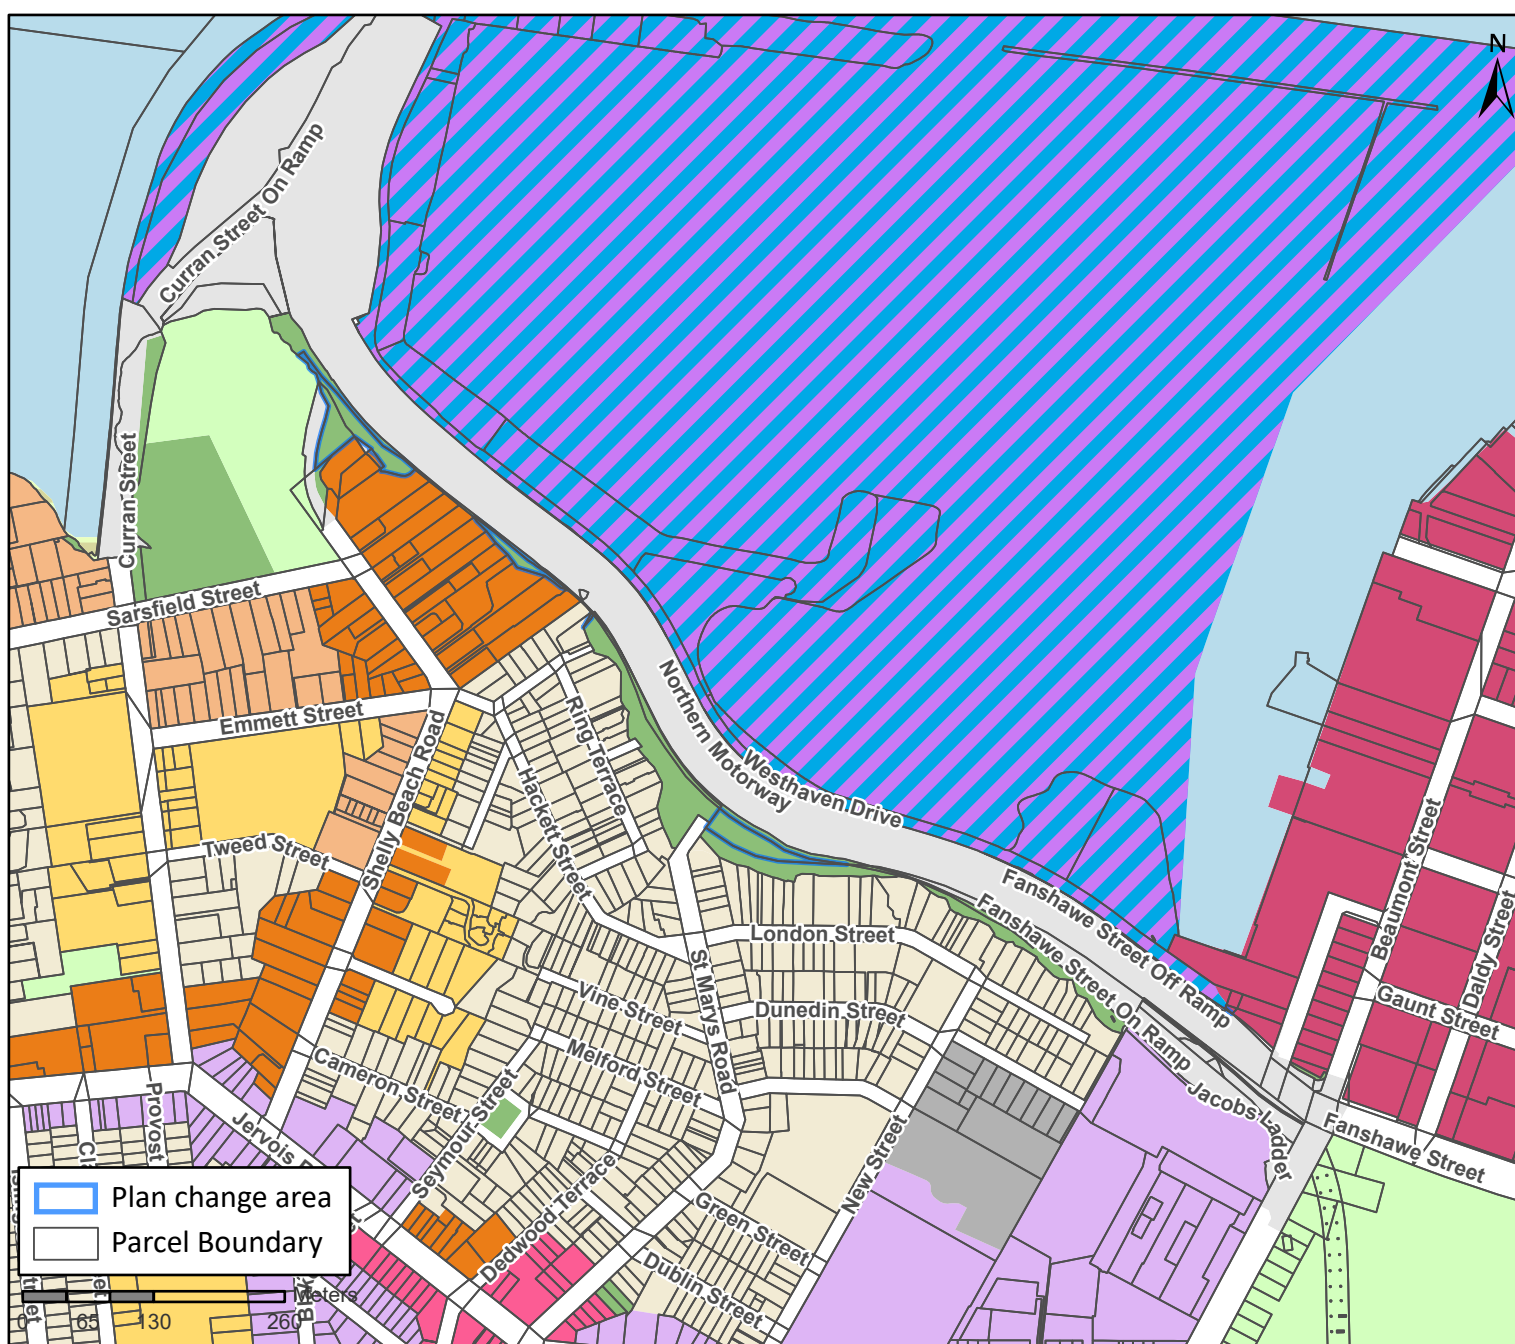 N
Curran Street On Ramp
Curran Street
Sarsfield Street
Emmett Street
Shelly Beach Road
Ring Terrace
Hackett Street
Northern Motorway
Westhaven Drive
Tweed Street
Fanshawe Street Off Ramp
Fanshawe Street On Ramp
Beaumont Street
Daldy Street
Gaunt Street
London Street
St Marys Road
Vine Street
Dunedin Street
Melford Street
Cameron Street
Seymour Street
Provost
Jervois
Jacobs Ladder
Fanshawe Street
New Street
Green Street
Dedwood Terrace
Dublin Street
Plan change area
Parcel Boundary
Meters
0 65 130 260